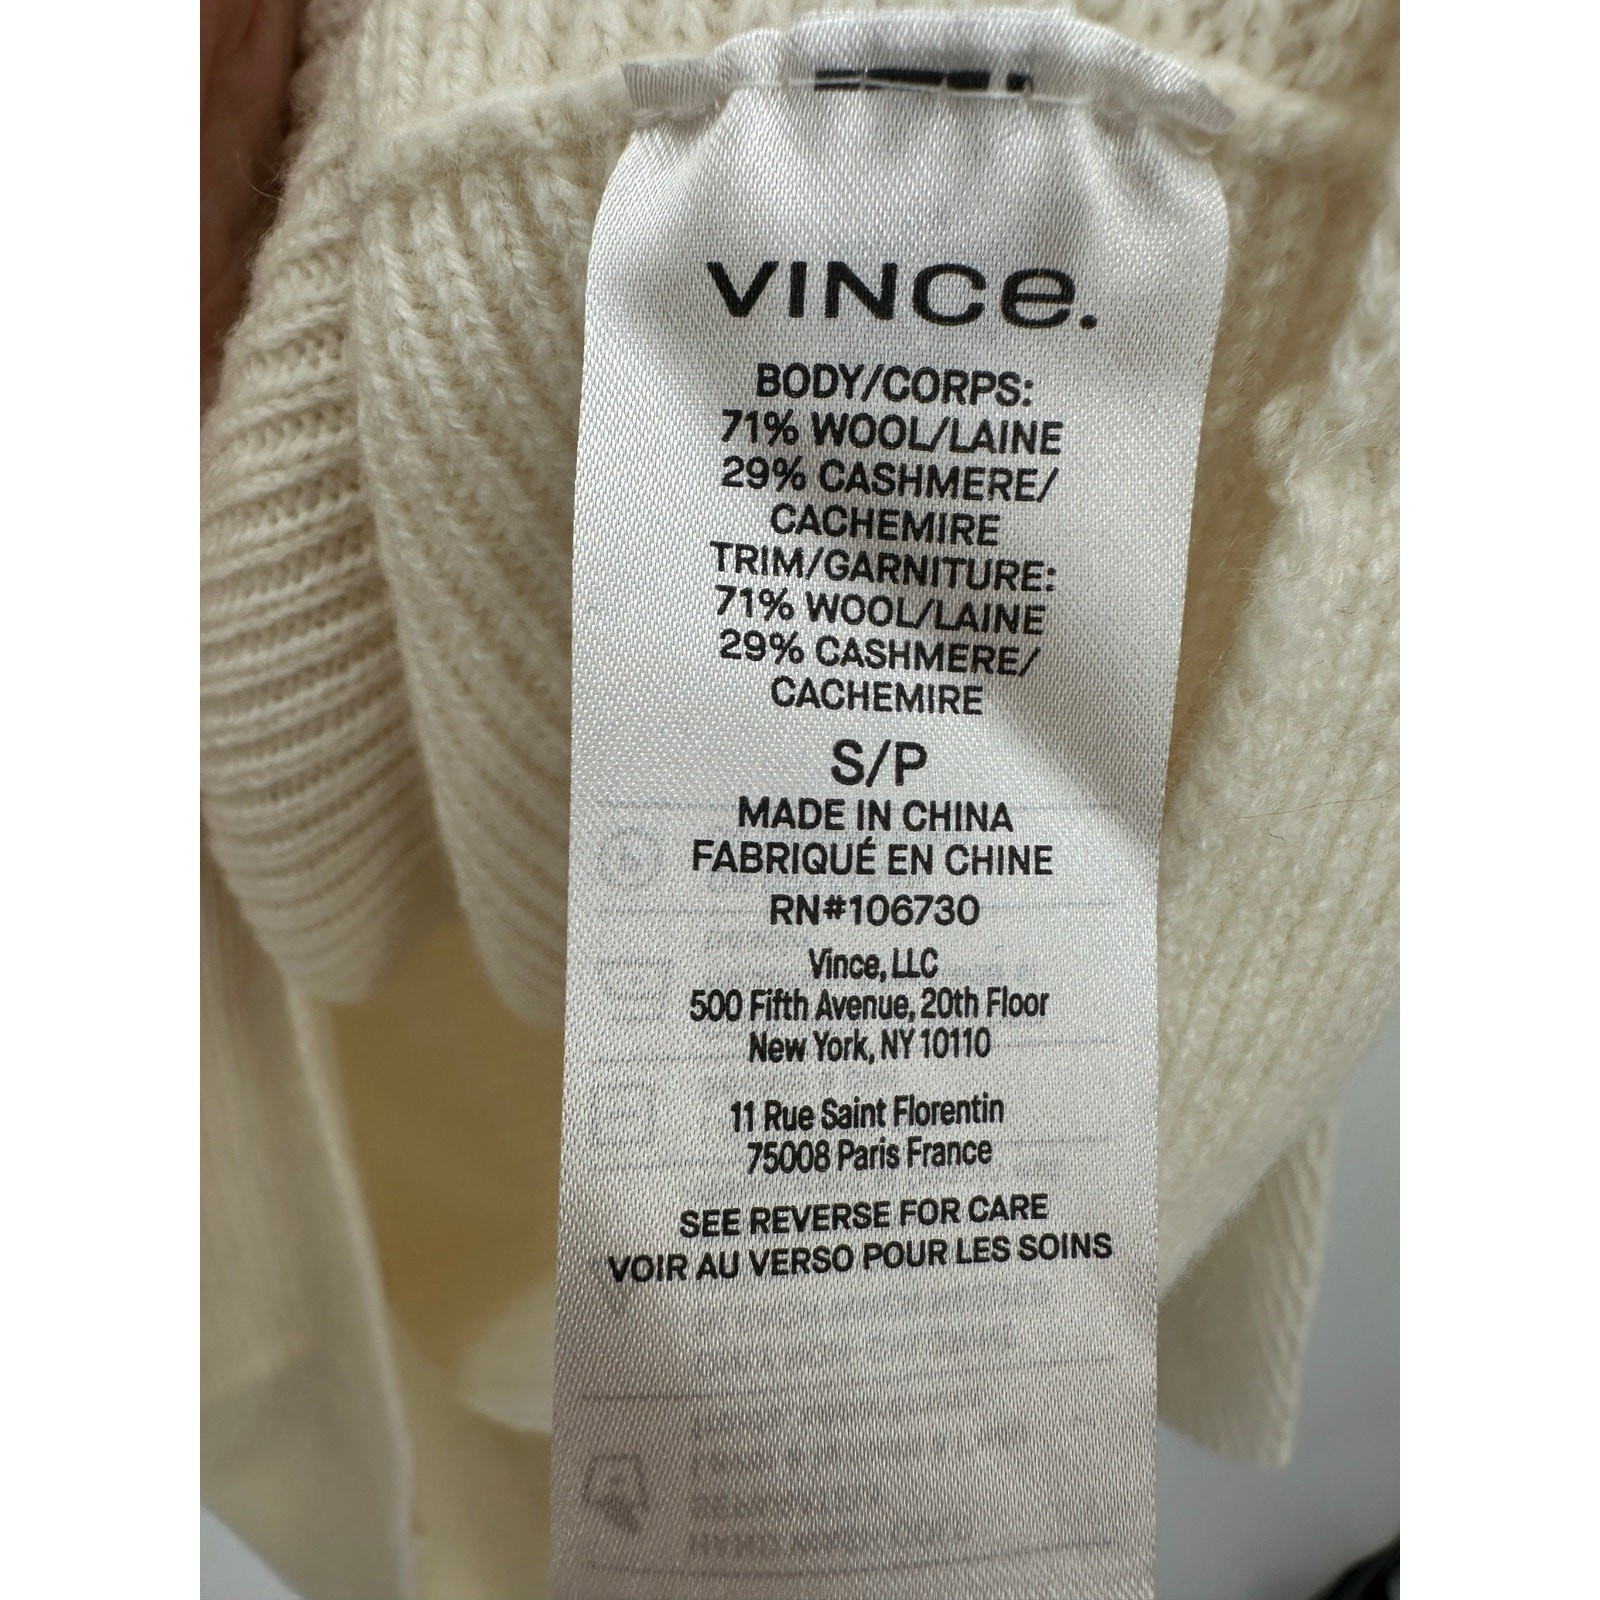 VINCe.
BODY/CORPS:
71% WOOL/LAINE
29% CASHMERE/
CACHEMIRE
TRIM/GARNITURE:
71% WOOL/LAINE
29% CASHMERE/
CACHEMIRE
S/P
MADE IN CHINA
FABRIQUÉ EN CHINE
RN#106730
Vince, LLC
500 Fifth Avenue, 20th Floor
New York, NY 10110
11 Rue Saint Florentin
75008 Paris France
SEE REVERSE FOR CARE
VOIR AU VERSO POUR LES SOINS